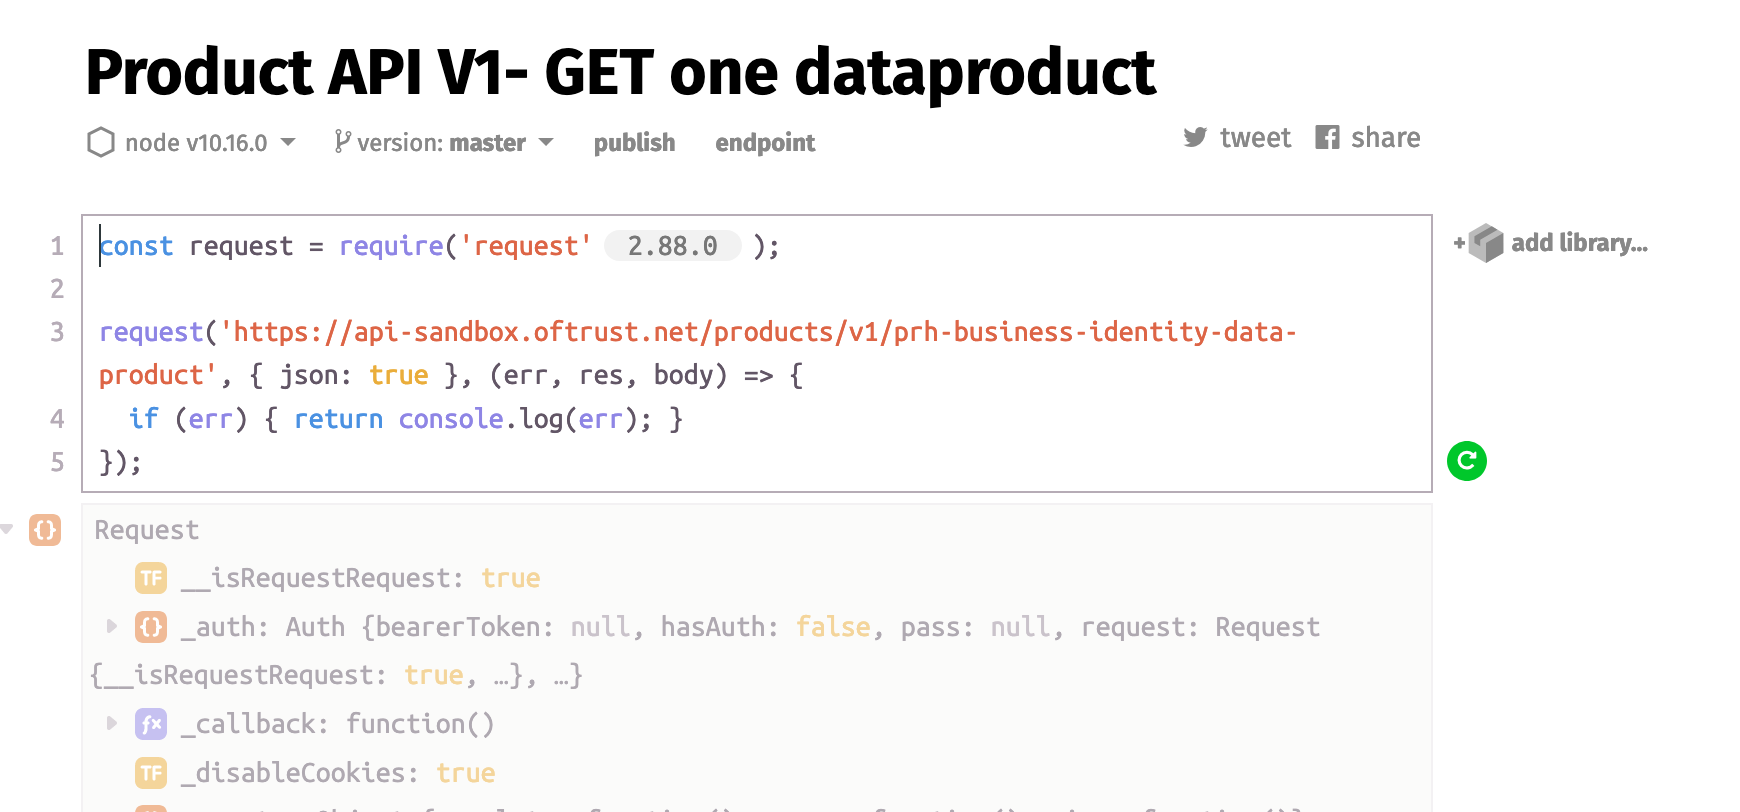 Product API V1- GET one dataproduct
node v10.16.0 version: master publish endpoint tweet share
1 const request = require('request' 2.88.0 ); + add library...
2
3 request('https://api-sandbox.oftrust.net/products/v1/prh-business-identity-data-
product', { json: true }, (err, res, body) => {
4 if (err) { return console.log(err); }
5 });
{} Request
TF __isRequestRequest: true
{} _auth: Auth {bearerToken: null, hasAuth: false, pass: null, request: Request
{__isRequestRequest: true, …}, …}
fx _callback: function()
TF _disableCookies: true